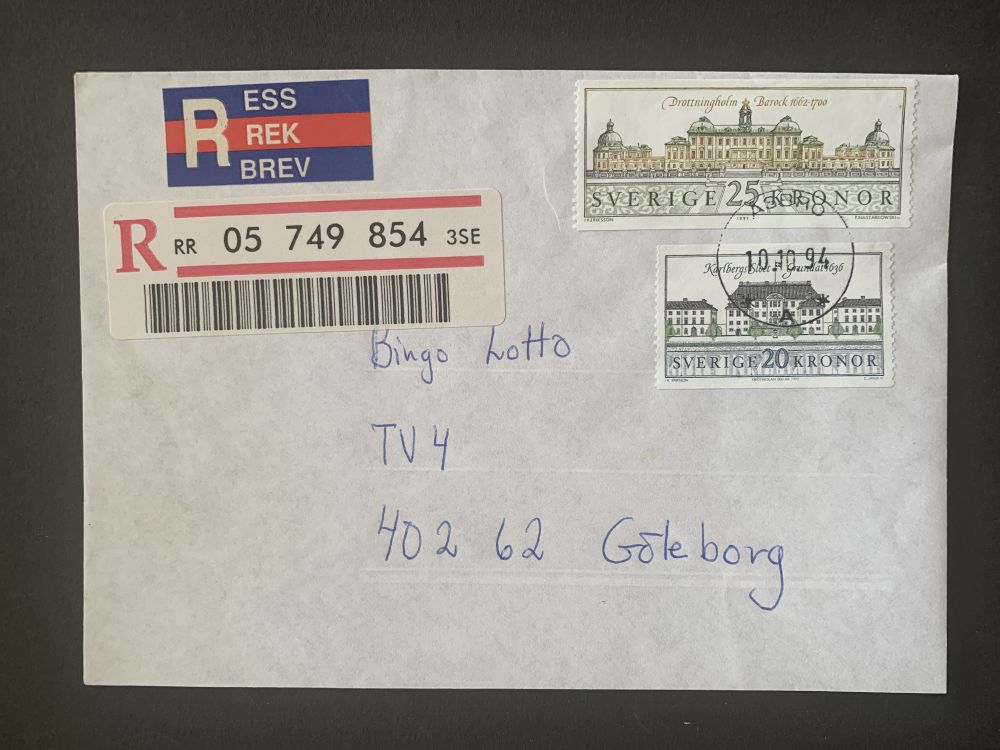 ESS
R REK
BREV
R RR 05 749 854 3SE
Drottningholm ★ Barock 1662-1700
SVERIGE 25 KRONOR
1991
10.10.94
Karlbergs Slott Grundat 1636
* A *
SVERIGE 20 KRONOR
Bingo Lotto
TV4
402 62 Göteborg